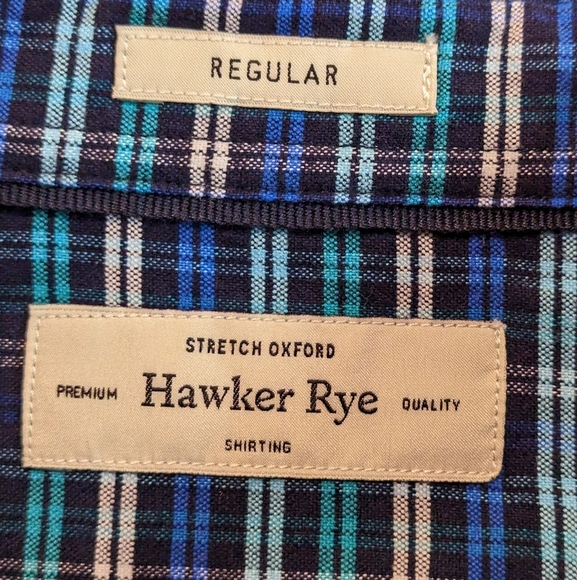 REGULAR
STRETCH OXFORD
PREMIUM Hawker Rye QUALITY
SHIRTING